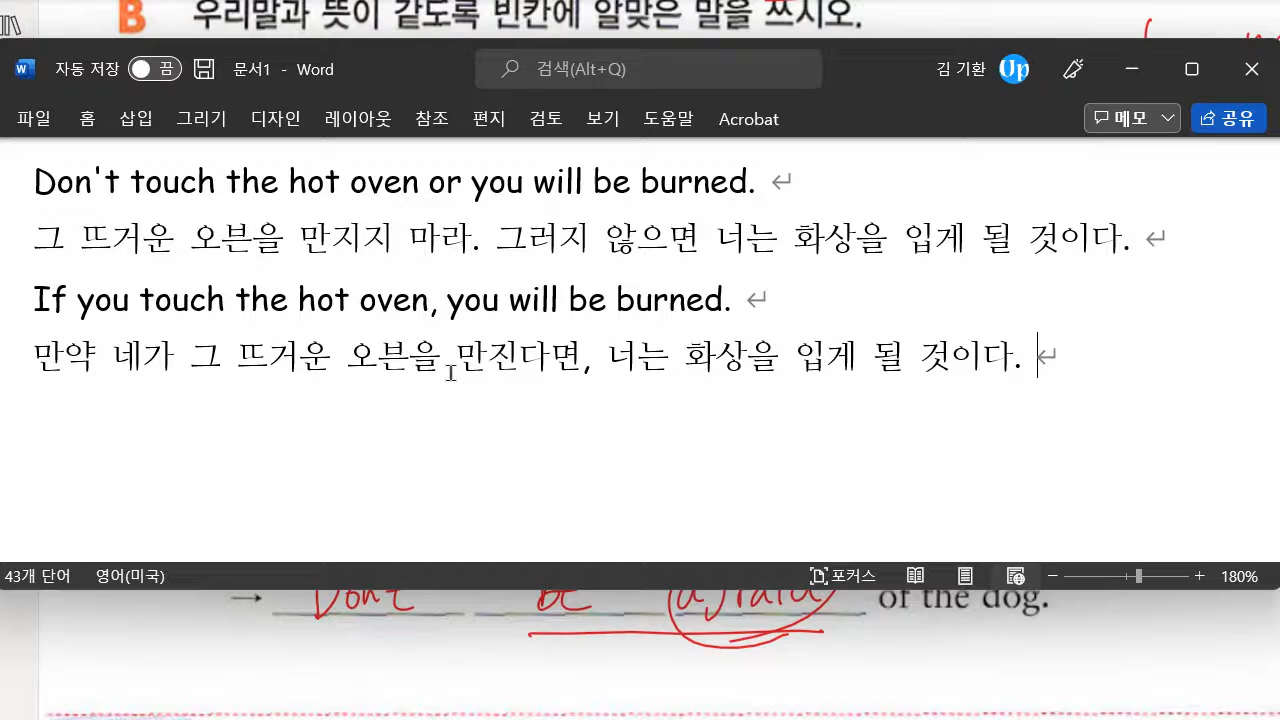 B 우리말과 뜻이 같도록 빈칸에 알맞은 말을 쓰시오.
자동 저장 끔 문서1 - Word 검색(Alt+Q) 김 기환 Up
파일 홈 삽입 그리기 디자인 레이아웃 참조 편지 검토 보기 도움말 Acrobat 메모 공유
Don't touch the hot oven or you will be burned.
그 뜨거운 오븐을 만지지 마라. 그러지 않으면 너는 화상을 입게 될 것이다.
If you touch the hot oven, you will be burned.
만약 네가 그 뜨거운 오븐을 만진다면, 너는 화상을 입게 될 것이다.
43개 단어 영어(미국) 포커스 180%
→ Don't be afraid of the dog.